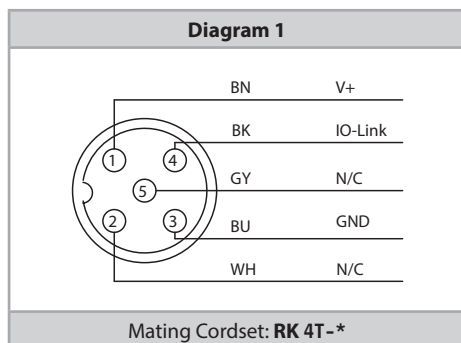 Diagram 1
BN V+
BK IO-Link
1 4
GY N/C
5
2 3
BU GND
WH N/C
Mating Cordset: RK 4T-*